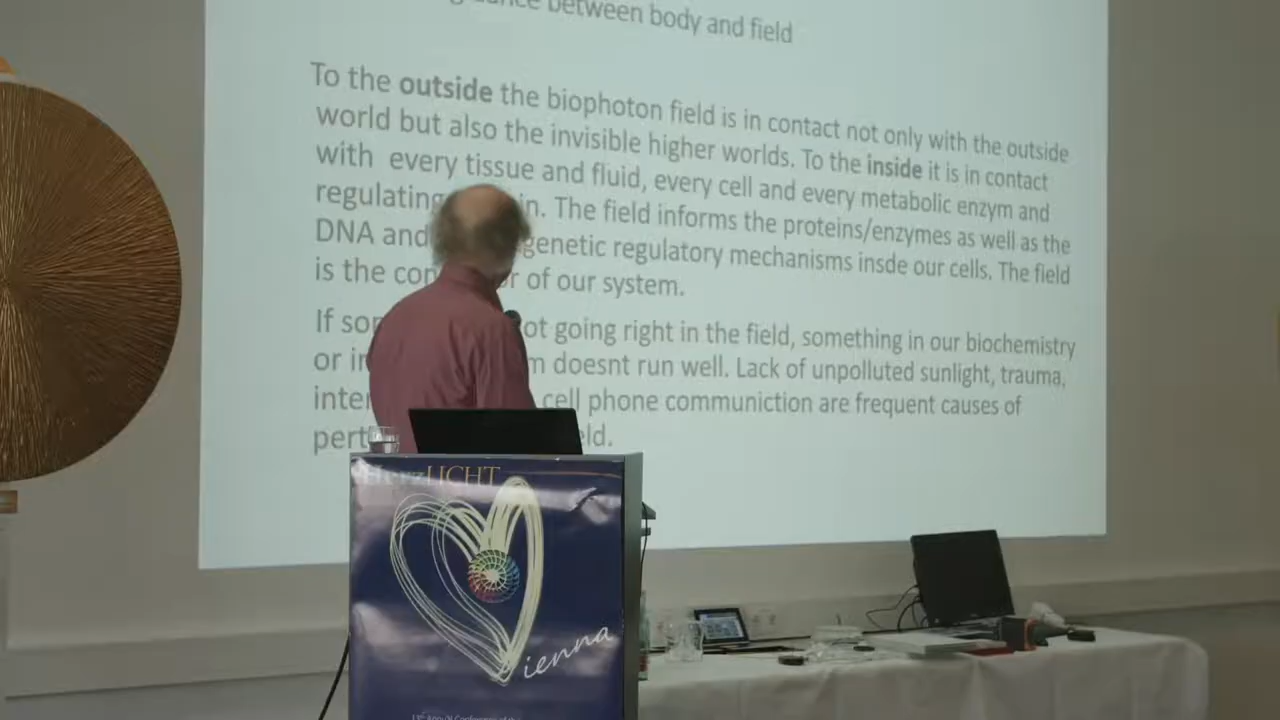 between body and field
To the outside the biophoton field is in contact not only with the outside
world but also the invisible higher worlds. To the inside it is in contact
with every tissue and fluid, every cell and every metabolic enzym and
regulating in. The field informs the proteins/enzymes as well as the
DNA and genetic regulatory mechanisms insde our cells. The field
is the con r of our system.
If so ot going right in the field, something in our biochemistry
or in m doesnt run well. Lack of unpolluted sunlight, trauma,
inter cell phone communiction are frequent causes of
pert ld.
HerzLICHT
ienna